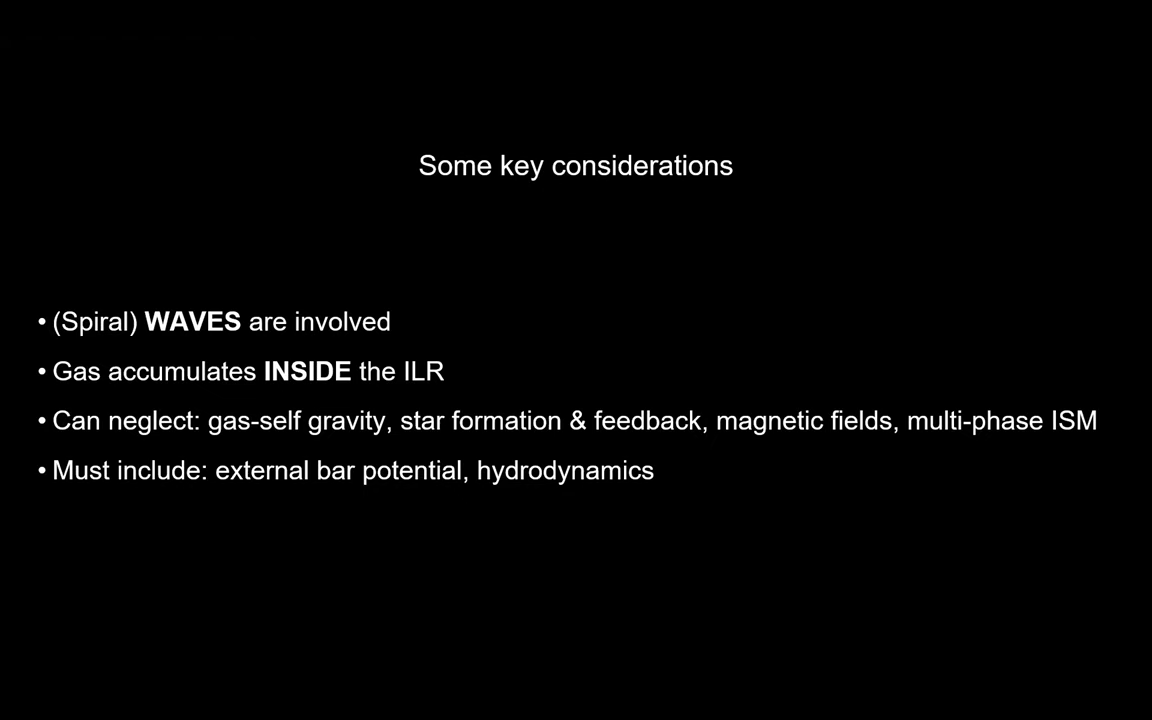 Some key considerations
• (Spiral) WAVES are involved
• Gas accumulates INSIDE the ILR
• Can neglect: gas-self gravity, star formation & feedback, magnetic fields, multi-phase ISM
• Must include: external bar potential, hydrodynamics